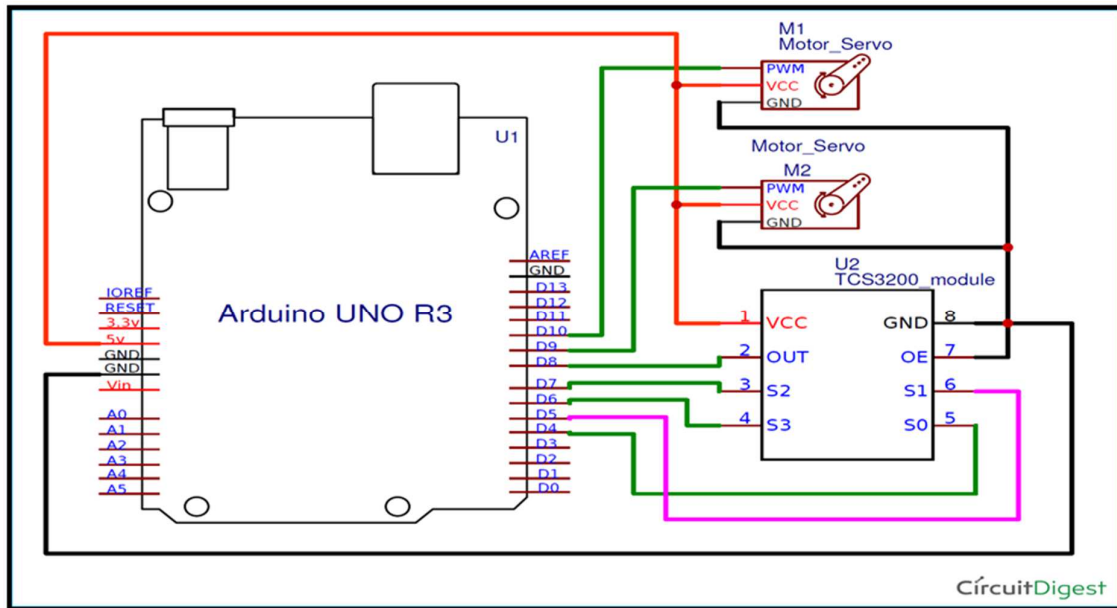 M1
Motor_Servo
PWM
VCC
GND
Motor_Servo
M2
PWM
VCC
GND
U1
Arduino UNO R3
IOREF
RESET
3.3v
5v
GND
GND
Vin
A0
A1
A2
A3
A4
A5
AREF
GND
D13
D12
D11
D10
D9
D8
D7
D6
D5
D4
D3
D2
D1
D0
U2
TCS3200_module
1 VCC GND 8
2 OUT OE 7
3 S2 S1 6
4 S3 S0 5
CircuitDigest